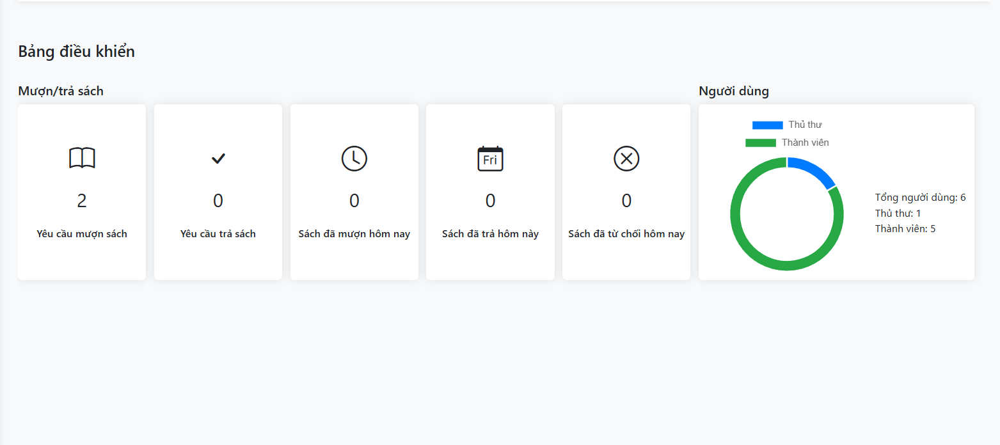 Bảng điều khiển
Mượn/trả sách
2
Yêu cầu mượn sách
0
Yêu cầu trả sách
0
Sách đã mượn hôm nay
Fri
0
Sách đã trả hôm này
0
Sách đã từ chối hôm nay
Người dùng
Thủ thư
Thành viên
Tổng người dùng: 6
Thủ thư: 1
Thành viên: 5